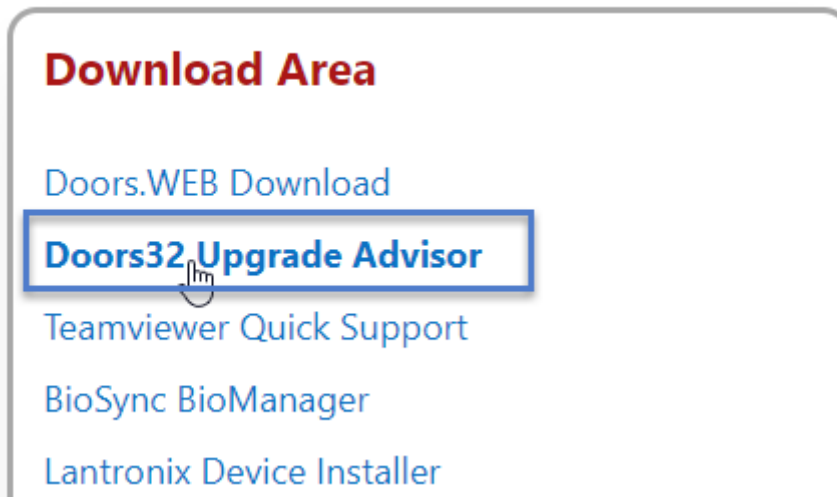 Download Area
Doors.WEB Download
Doors32 Upgrade Advisor
Teamviewer Quick Support
BioSync BioManager
Lantronix Device Installer